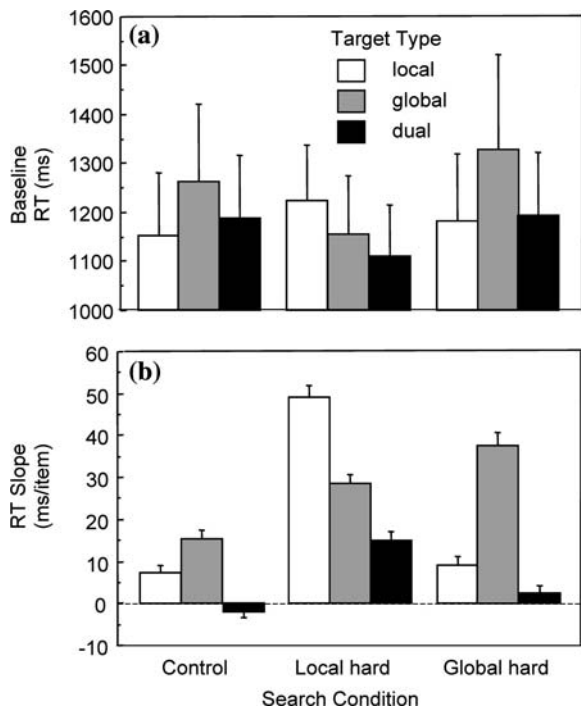 (a)
Target Type
local
global
dual
Baseline
RT (ms)
1600
1500
1400
1300
1200
1100
1000
(b)
RT Slope
(ms/item)
60
50
40
30
20
10
0
-10
Control Local hard Global hard
Search Condition